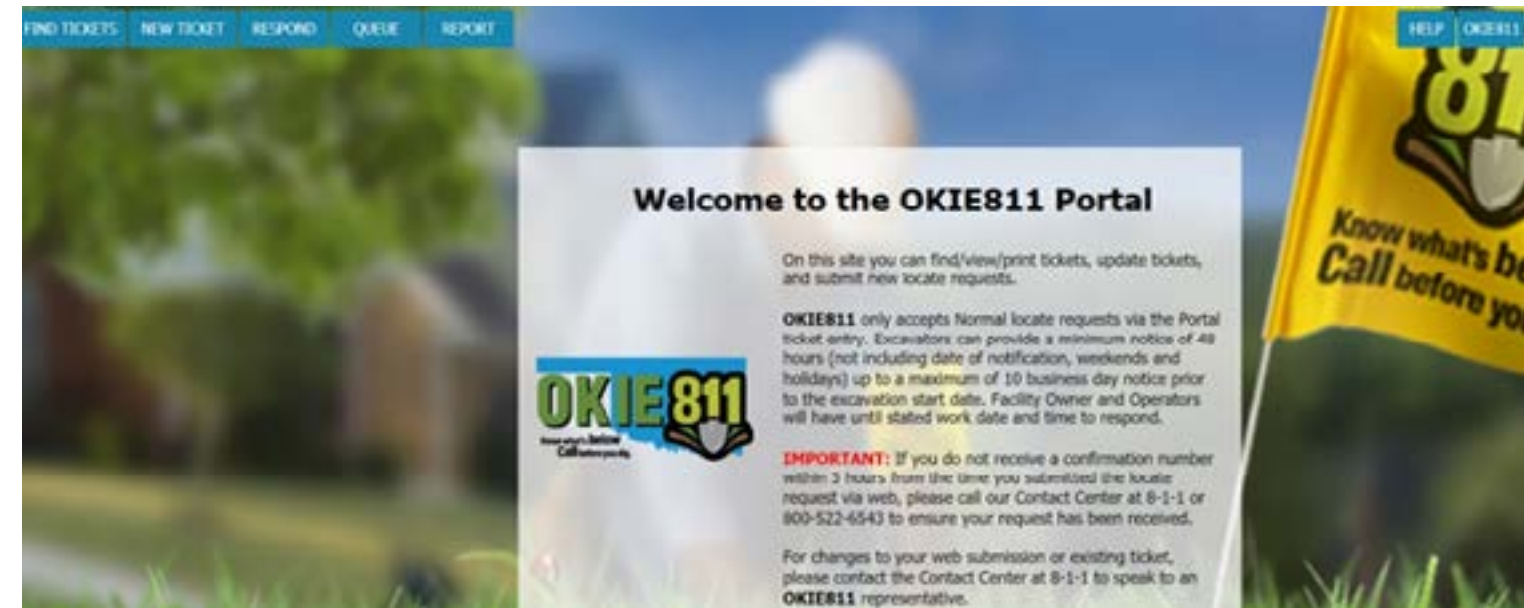 FIND TICKETS NEW TICKET RESPOND QUEUE REPORT
HELP OKIE811
811
Know what's be
Call before you
Welcome to the OKIE811 Portal
On this site you can find/view/print tickets, update tickets,
and submit new locate requests.
OKIE811 only accepts Normal locate requests via the Portal
ticket entry. Excavators can provide a minimum notice of 48
hours (not including date of notification, weekends and
holidays) up to a maximum of 10 business day notice prior
to the excavation start date. Facility Owner and Operators
will have until stated work date and time to respond.
OKIE811
Know what's below.
Call before you dig.
IMPORTANT: If you do not receive a confirmation number
within 3 hours from the time you submitted the locate
request via web, please call our Contact Center at 8-1-1 or
800-522-6543 to ensure your request has been received.
For changes to your web submission or existing ticket,
please contact the Contact Center at 8-1-1 to speak to an
OKIE811 representative.